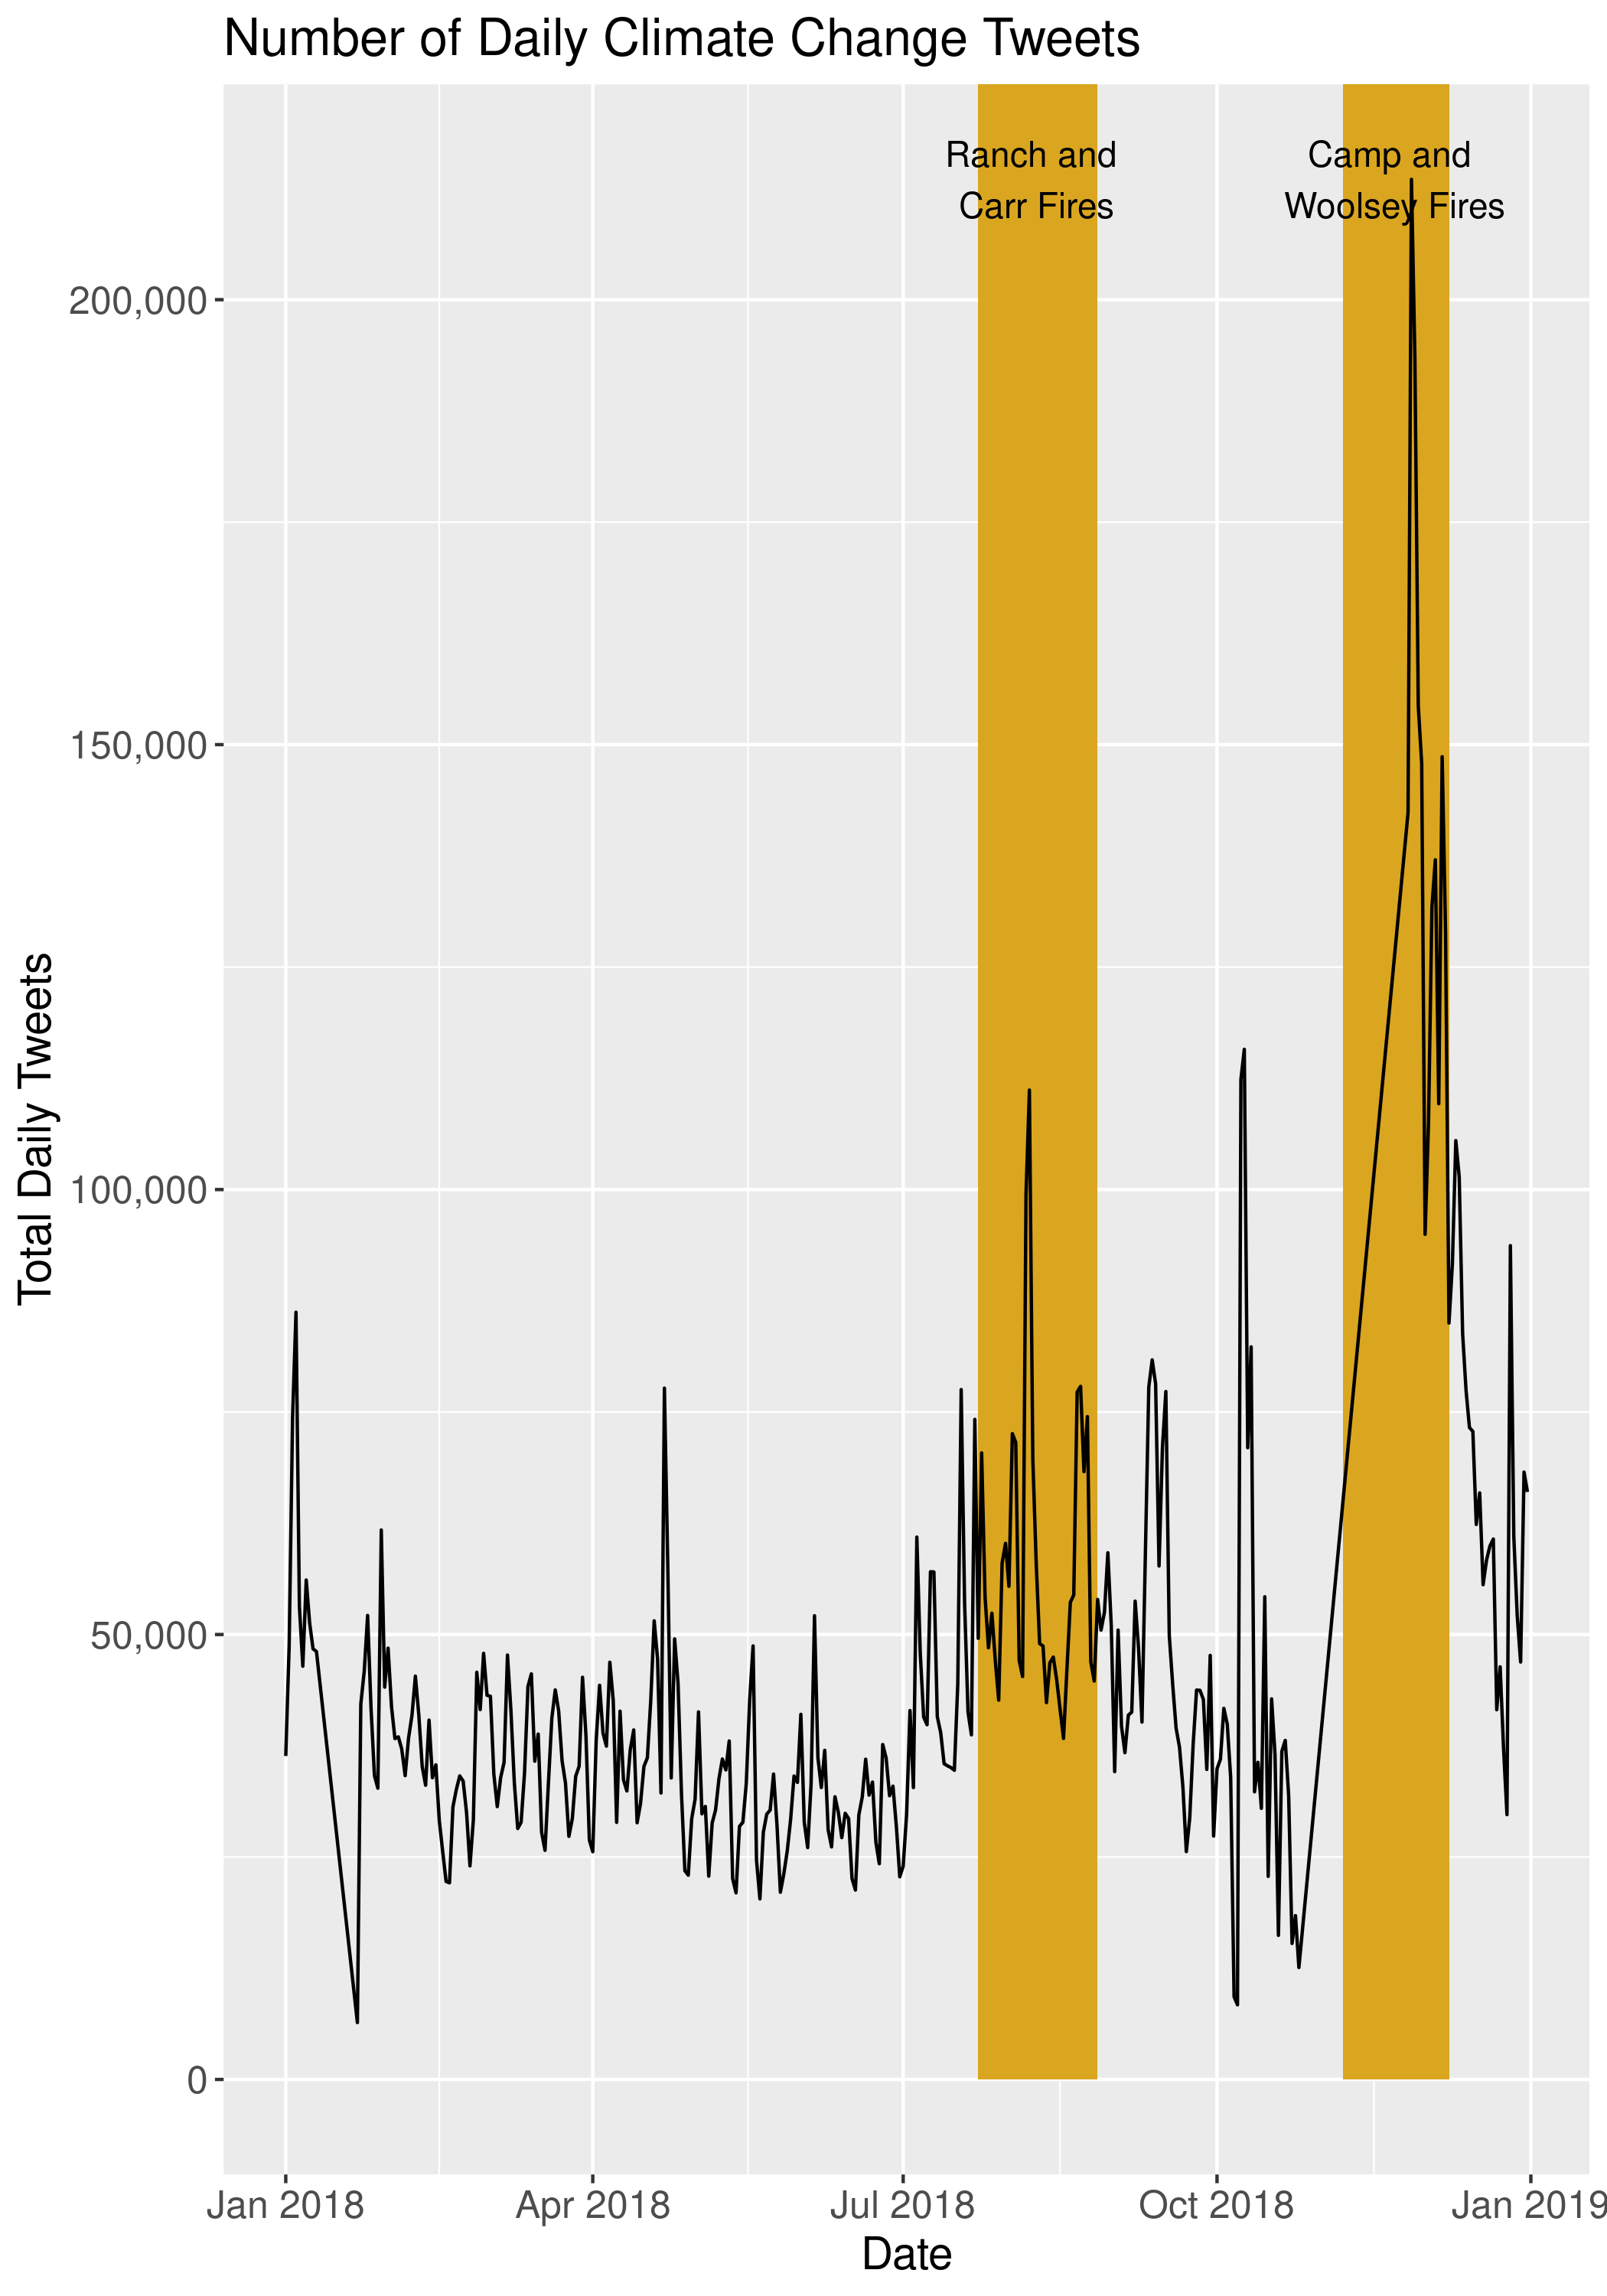 Number of Daily Climate Change Tweets
Ranch and
Carr Fires
Camp and
Woolsey Fires
200,000
150,000
100,000
50,000
0
Total Daily Tweets
Jan 2018
Apr 2018
Jul 2018
Oct 2018
Jan 2019
Date